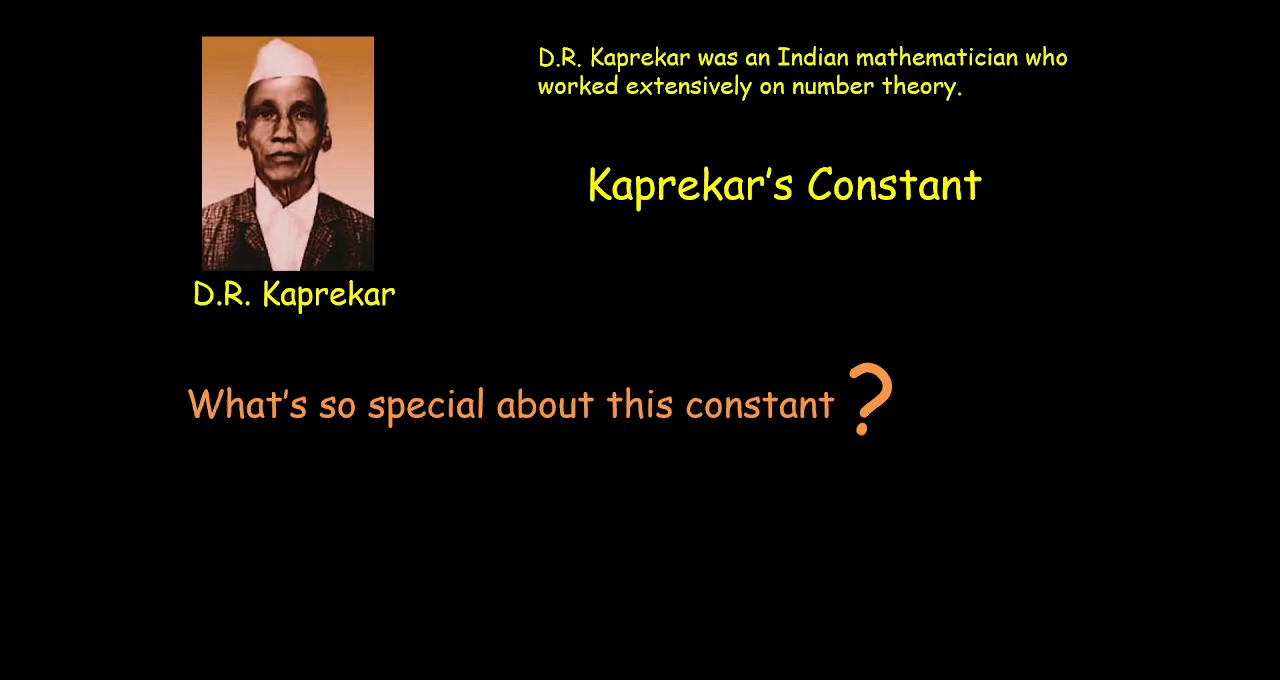 D.R. Kaprekar was an Indian mathematician who
worked extensively on number theory.
Kaprekar's Constant
D.R. Kaprekar
What's so special about this constant ?